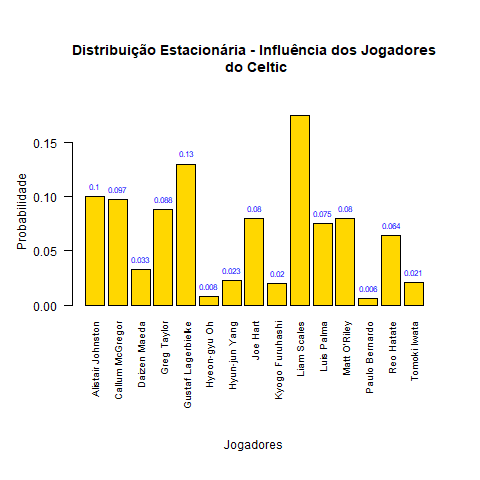 Distribuição Estacionária - Influência dos Jogadores
do Celtic
Probabilidade
0.15
0.10
0.05
0.00
0.1
0.097
0.033
0.088
0.13
0.008
0.023
0.08
0.02
0.075
0.08
0.006
0.064
0.021
Alistair Johnston
Callum McGregor
Daizen Maeda
Greg Taylor
Gustaf Lagerbielke
Hyeon-gyu Oh
Hyun-jun Yang
Joe Hart
Kyogo Furuhashi
Liam Scales
Luis Palma
Matt O'Riley
Paulo Bernardo
Reo Hatate
Tomoki Iwata
Jogadores